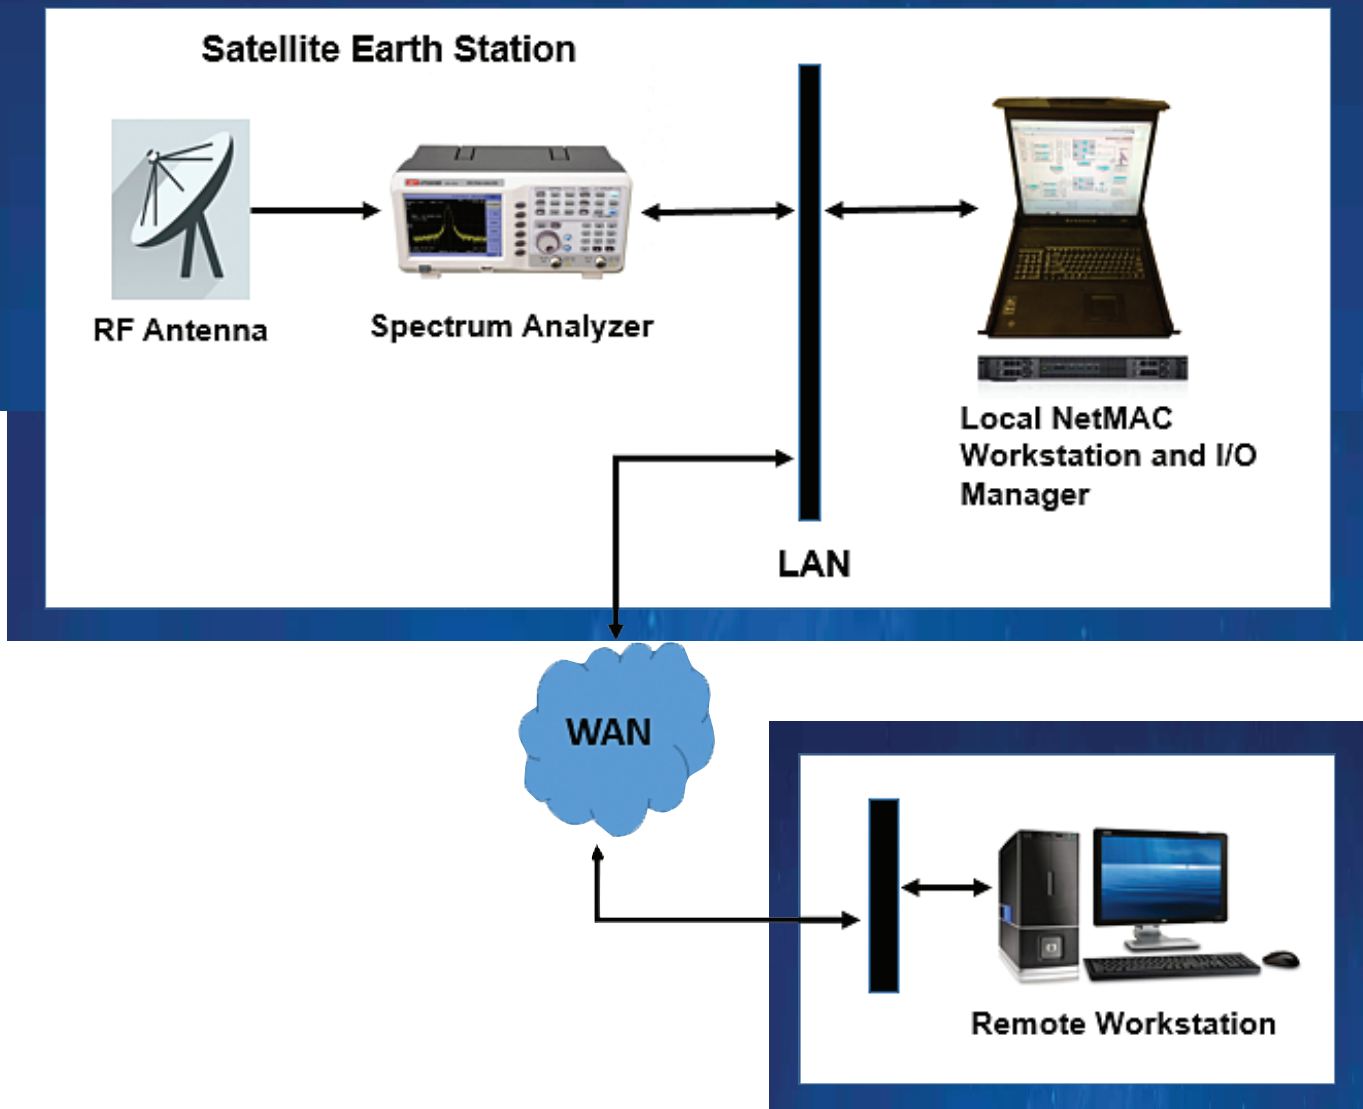 Satellite Earth Station
RF Antenna
Spectrum Analyzer
Local NetMAC
Workstation and I/O
Manager
LAN
WAN
Remote Workstation